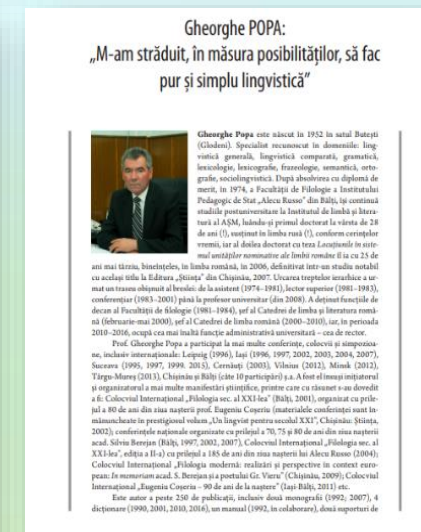 Gheorghe POPA:
„M-am străduit, în măsura posibilităților, să fac
pur și simplu lingvistică”
Gheorghe Popa este născut în 1952 în satul Butești
(Glodeni). Specialist recunoscut în domeniile: ling-
vistică generală, lingvistică comparată, gramatică,
lexicologie, lexicografie, frazeologie, semantică, orto-
grafie, sociolingvistică. După absolvirea cu diplomă de
merit, în 1974, a Facultății de Filologie a Institutului
Pedagogic de Stat „Alecu Russo” din Bălți, își continuă
studiile postuniversitare la Institutul de limbă și litera-
tură al AȘM, luându-și primul doctorat la vârsta de 28
de ani (!), susținut în limba rusă (!), conform cerințelor
vremii, iar al doilea doctorat cu teza Locuțiunile în siste-
mul unităților nominative ale limbii române îl ia cu 25 de
ani mai târziu, bineînțeles, în limba română, în 2006, definitivat într-un studiu notabil
cu același titlu la Editura „Știința” din Chișinău, 2007. Urcarea treptelor ierarhice a ur-
mat un traseu obișnuit al breslei: de la asistent (1974–1981), lector superior (1981–1983),
conferențiar (1983–2001) până la profesor universitar (din 2008). A deținut funcțiile de
decan al Facultății de filologie (1981–1984), șef al Catedrei de limba și literatura româ-
nă (februarie-mai 2000), șef al Catedrei de limba română (2000–2010), iar, în perioada
2010–2016, ocupă cea mai înaltă funcție administrativă universitară – cea de rector.
Prof. Gheorghe Popa a participat la mai multe conferințe, colocvii și simpozioa-
ne, inclusiv internaționale: Leipzig (1996), Iași (1996, 1997, 2002, 2003, 2004, 2007),
Suceava (1995, 1997, 1999, 2015), Cernăuți (2003), Vilnius (2012), Minsk (2012),
Târgu-Mureș (2013), Chișinău și Bălți (câte 10 participări) ș.a. A fost el însuși inițiatorul
și organizatorul a mai multe manifestări științifice, printre care cu răsunet s-au dovedit
a fi: Colocviul Internațional „Filologia sec. al XXI-lea” (Bălți, 2001), organizat cu prile-
jul a 80 de ani din ziua nașterii prof. Eugeniu Coșeriu (materialele conferinței sunt în-
mănuncheate în prestigiosul volum „Un lingvist pentru secolul XXI”, Chișinău: Știința,
2002); conferințele naționale organizate cu prilejul a 70, 75 și 80 de ani din ziua nașterii
acad. Silviu Berejan (Bălți, 1997, 2002, 2007), Colocviul Internațional „Filologia sec. al
XXI-lea”, ediția a II-a) cu prilejul a 185 de ani din ziua nașterii lui Alecu Russo (2004);
Colocviul Internațional „Filologia modernă: realizări și perspective în context euro-
pean: In memoriam acad. S. Berejan și a poetului Gr. Vieru” (Chișinău, 2009); Colocviul
Internațional „Eugeniu Coșeriu – 90 de ani de la naștere” (Iași-Bălți, 2011) etc.
Este autor a peste 250 de publicații, inclusiv două monografii (1992; 2007), 4
dicționare (1990, 2001, 2010, 2016), un manual (1992, în colaborare), două suporturi de